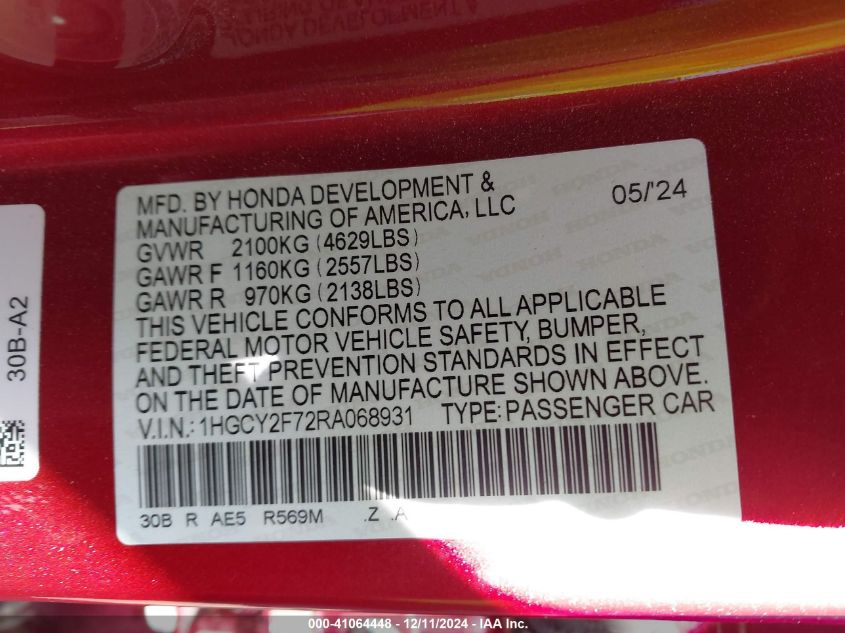 MFD. BY HONDA DEVELOPMENT &
MANUFACTURING OF AMERICA, LLC 05/'24
GVWR 2100KG (4629LBS)
GAWR F 1160KG (2557LBS)
GAWR R 970KG (2138LBS)
THIS VEHICLE CONFORMS TO ALL APPLICABLE
FEDERAL MOTOR VEHICLE SAFETY, BUMPER,
AND THEFT PREVENTION STANDARDS IN EFFECT
ON THE DATE OF MANUFACTURE SHOWN ABOVE.
V.I.N.: 1HGCY2F72RA068931 TYPE: PASSENGER CAR
30B R AE5 R569M .Z .A
30B-A2
000-41064448 - 12/11/2024 - IAA Inc.